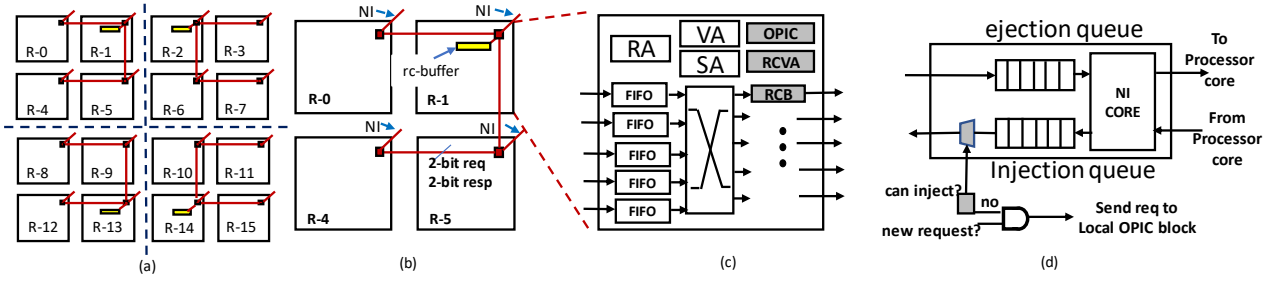 R-0
R-1
R-2
R-3
R-4
R-5
R-6
R-7
R-8
R-9
R-10
R-11
R-12
R-13
R-14
R-15
(a)
NI
NI
rc-buffer
R-0
R-1
NI
NI
2-bit req
2-bit resp
R-4
R-5
(b)
RA
VA
SA
OPIC
RCVA
RCB
FIFO
FIFO
FIFO
FIFO
FIFO
(c)
ejection queue
To
Processor
core
NI
CORE
From
Processor
core
Injection queue
can inject?
no
new request?
Send req to
Local OPIC block
(d)